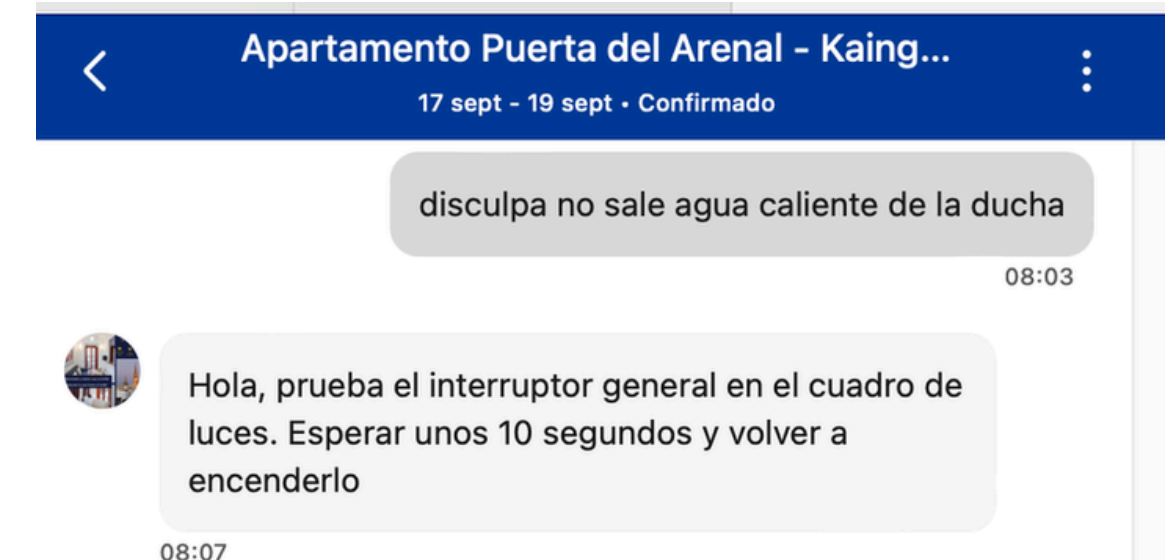 Apartamento Puerta del Arenal - Kaing...
17 sept - 19 sept • Confirmado
disculpa no sale agua caliente de la ducha
08:03
Hola, prueba el interruptor general en el cuadro de
luces. Esperar unos 10 segundos y volver a
encenderlo
08:07